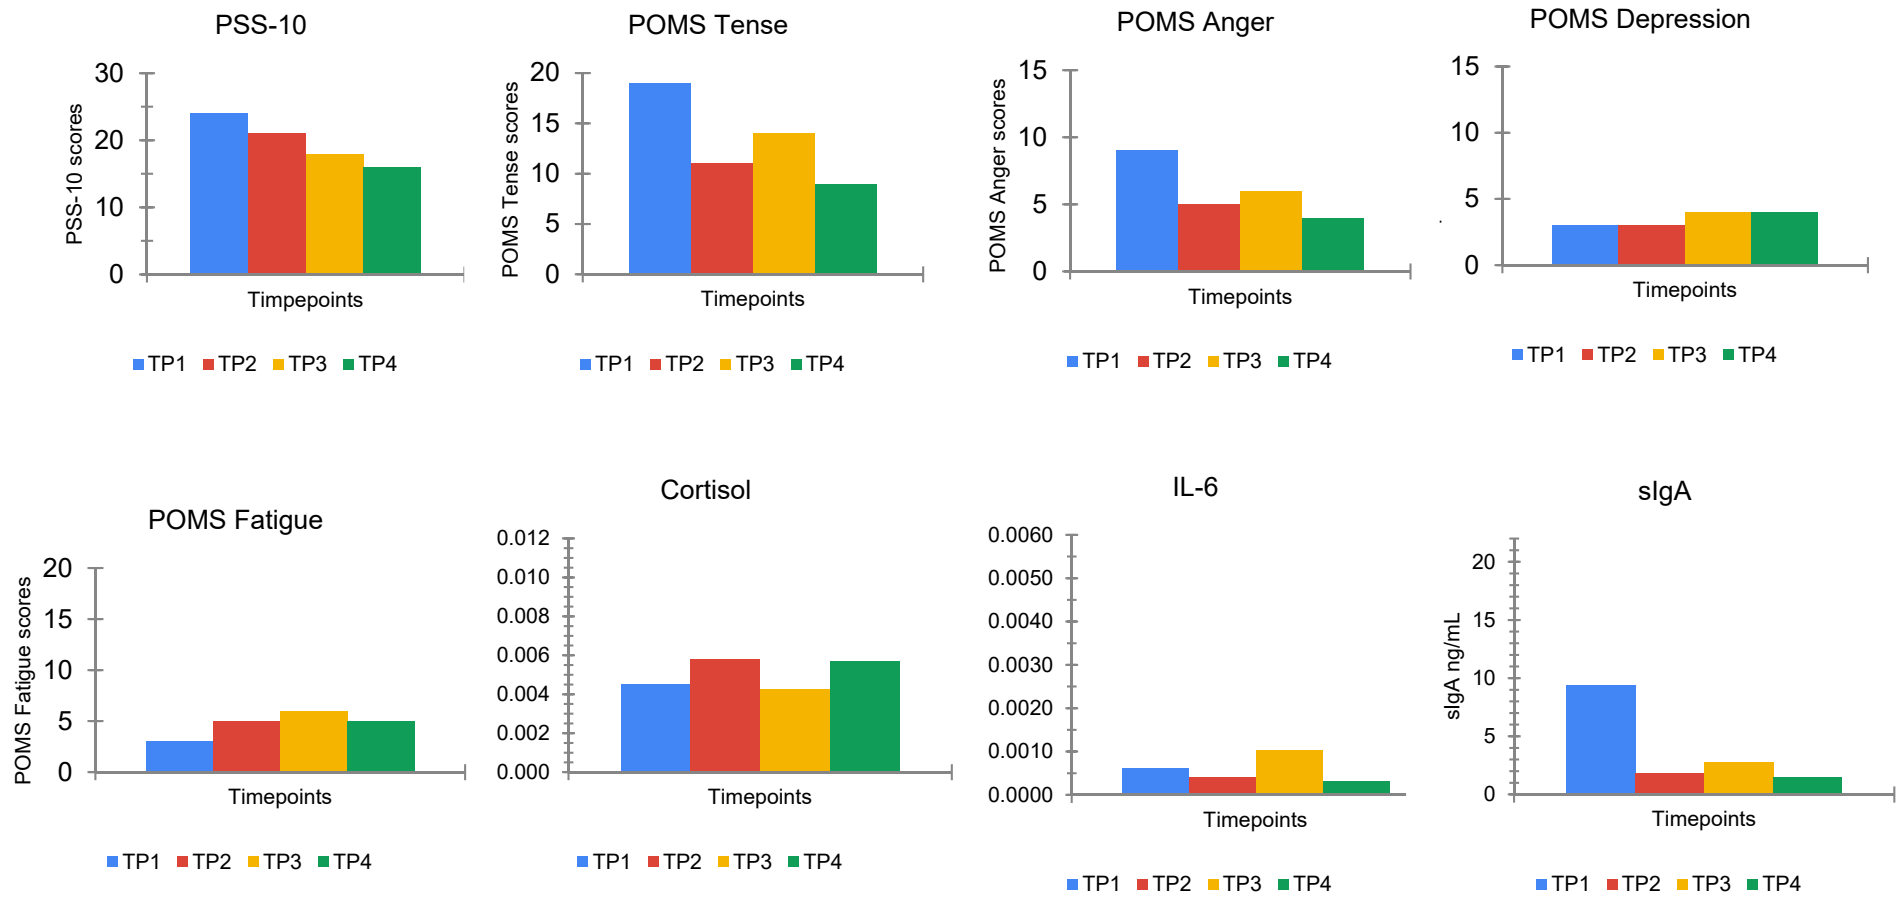 PSS-10
PSS-10 scores
30
20
10
0
Timpepoints
TP1 TP2 TP3 TP4
POMS Tense
POMS Tense scores
20
15
10
5
0
Timepoints
TP1 TP2 TP3 TP4
POMS Anger
POMS Anger scores
15
10
5
0
Timepoints
TP1 TP2 TP3 TP4
POMS Depression
15
10
5
0
Timepoints
TP1 TP2 TP3 TP4
POMS Fatigue
POMS Fatigue scores
20
15
10
5
0
Timepoints
TP1 TP2 TP3 TP4
Cortisol
0.012
0.010
0.008
0.006
0.004
0.002
0.000
Timepoints
TP1 TP2 TP3 TP4
IL-6
0.0060
0.0050
0.0040
0.0030
0.0020
0.0010
0.0000
Timepoints
TP1 TP2 TP3 TP4
sIgA
sIgA ng/mL
20
15
10
5
0
Timepoints
TP1 TP2 TP3 TP4